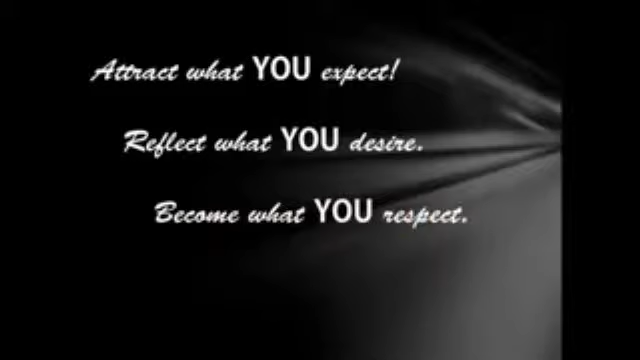 Attract what YOU expect!
Reflect what YOU desire.
Become what YOU respect.